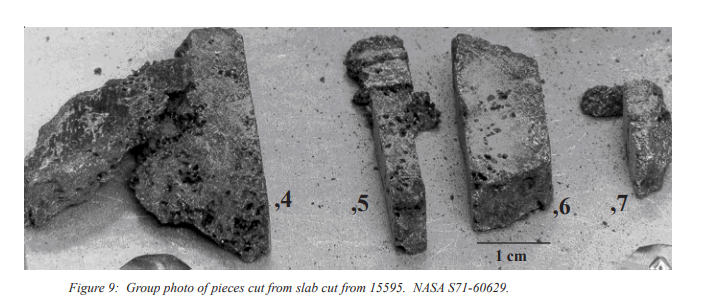 ,4
,5
,6
,7
1 cm
Figure 9: Group photo of pieces cut from slab cut from 15595. NASA S71-60629.